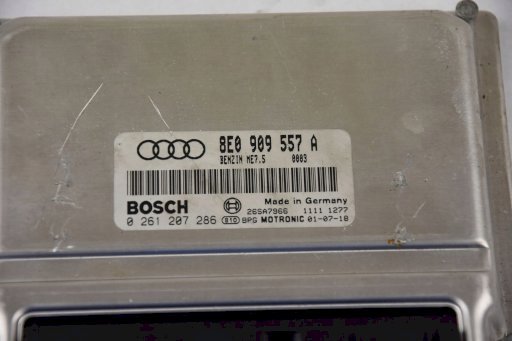 8E0 909 557 A
BENZIN ME7.5 0003
BOSCH Made in Germany
26SA7966 1111 1277
0 261 207 286 810 BPG MOTRONIC 01-07-18